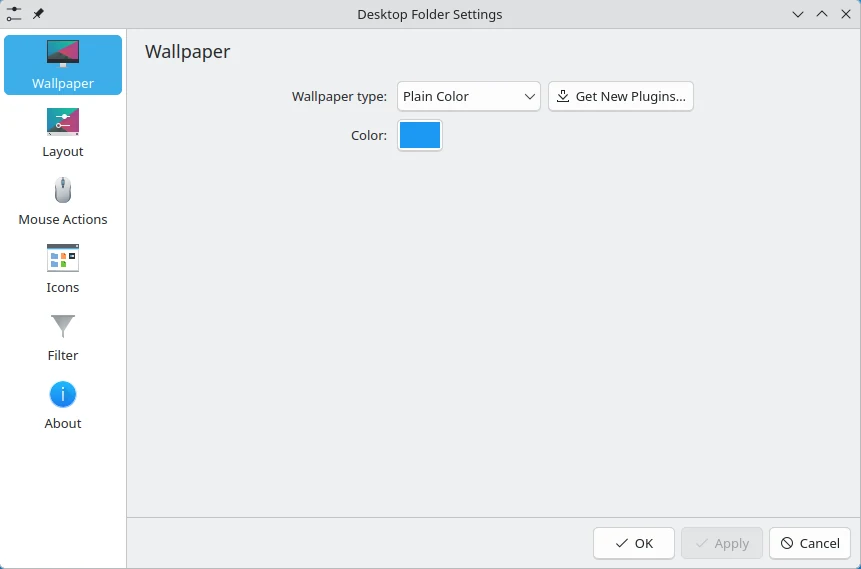 Desktop Folder Settings
Wallpaper
Layout
Mouse Actions
Icons
Filter
About
Wallpaper
Wallpaper type: Plain Color Get New Plugins...
Color:
OK Apply Cancel